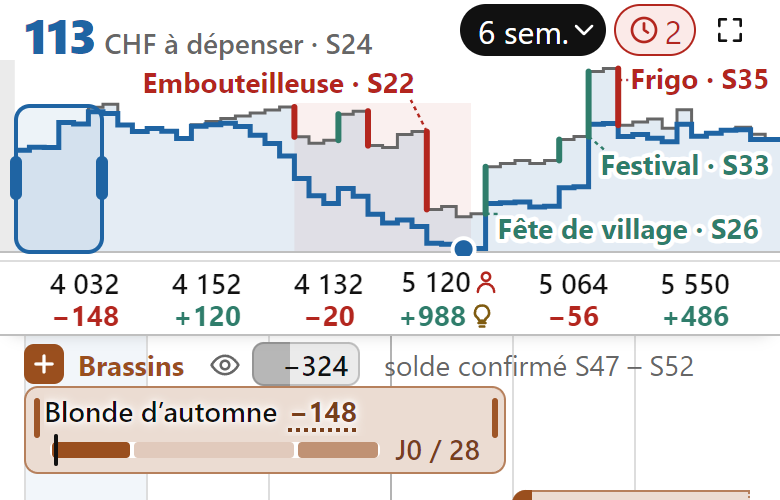 113 CHF à dépenser · S24
6 sem.
2
Embouteilleuse · S22
Frigo · S35
Festival · S33
Fête de village · S26
4 032 4 152 4 132 5 120 5 064 5 550
−148 +120 −20 +988 −56 +486
+ Brassins −324 solde confirmé S47 – S52
Blonde d’automne −148
J0 / 28